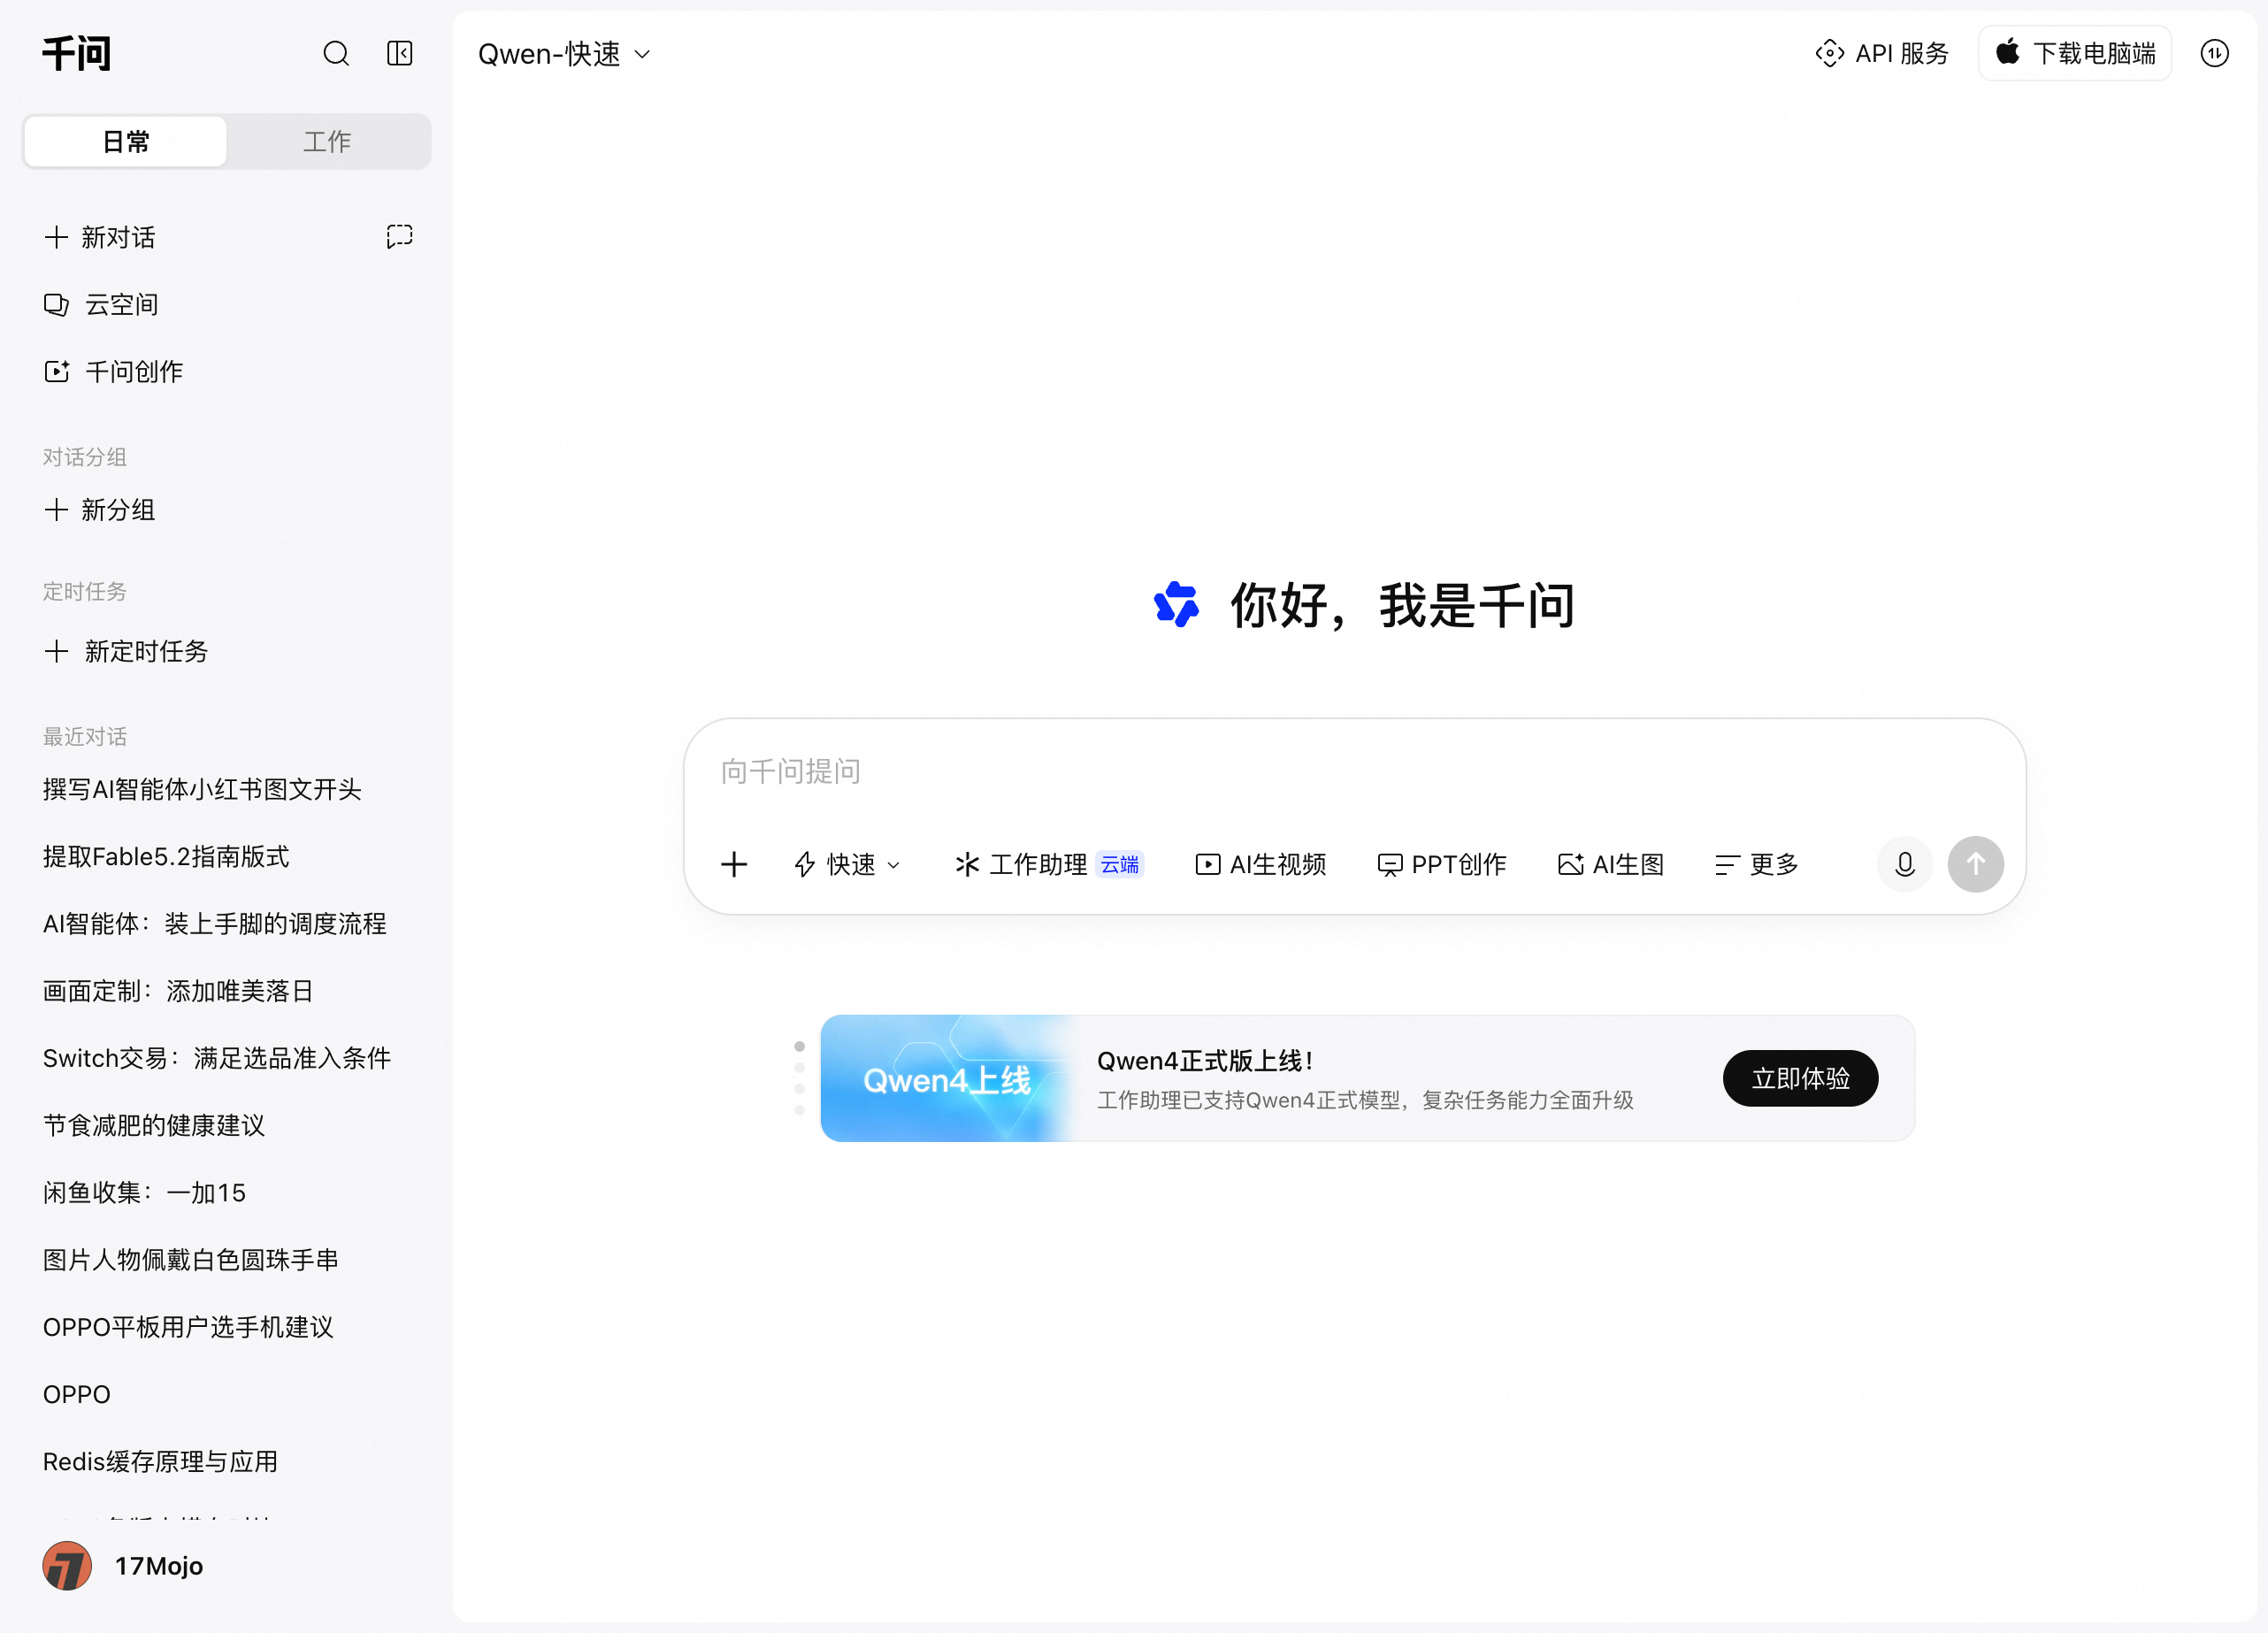 千问
日常
工作
新对话
云空间
千问创作
对话分组
新分组
定时任务
新定时任务
最近对话
撰写AI智能体小红书图文开头
提取Fable5.2指南版式
AI智能体：装上手脚的调度流程
画面定制：添加唯美落日
Switch交易：满足选品准入条件
节食减肥的健康建议
闲鱼收集：一加15
图片人物佩戴白色圆珠手串
OPPO平板用户选手机建议
OPPO
Redis缓存原理与应用
17Mojo
Qwen-快速
API 服务
下载电脑端
你好，我是千问
向千问提问
快速
工作助理 云端
AI生视频
PPT创作
AI生图
更多
Qwen4上线
Qwen4正式版上线！
工作助理已支持Qwen4正式模型，复杂任务能力全面升级
立即体验